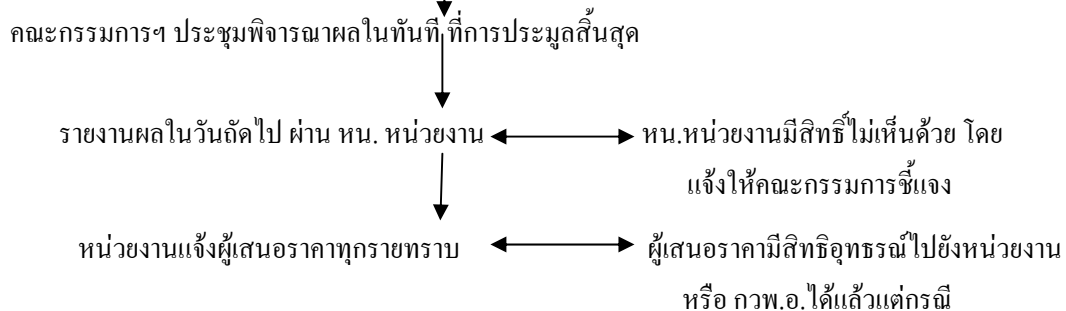 คณะกรรมการฯ ประชุมพิจารณาผลในทันที ที่การประมูลสิ้นสุด
รายงานผลในวันถัดไป ผ่าน หน. หน่วยงาน
หน.หน่วยงานมีสิทธิ์ไม่เห็นด้วย โดย
แจ้งให้คณะกรรมการชี้แจง
หน่วยงานแจ้งผู้เสนอราคาทุกรายทราบ
ผู้เสนอราคามีสิทธิอุทธรณ์ไปยังหน่วยงาน
หรือ กวพ.อ.ได้แล้วแต่กรณี